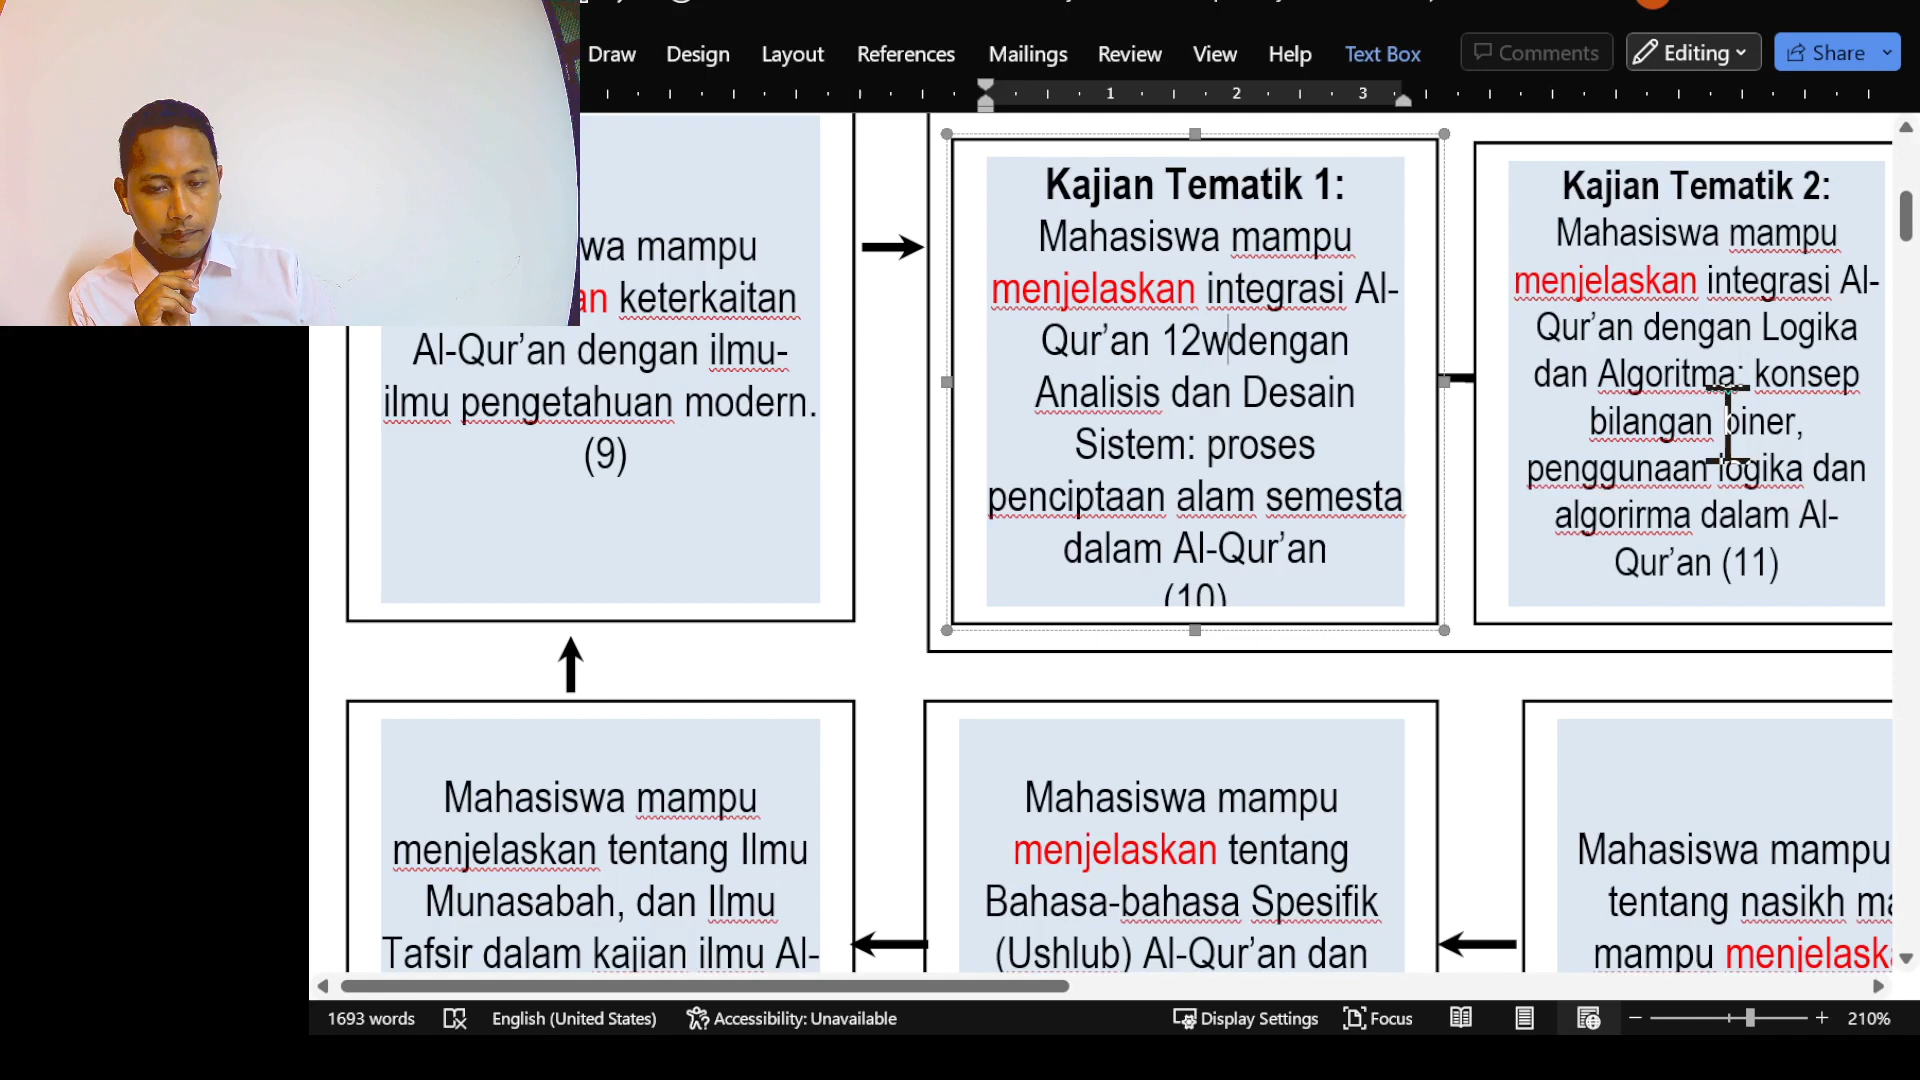 Draw Design Layout References Mailings Review View Help Text Box Comments Editing Share
1 2 3
wa mampu
an keterkaitan
Al-Qur’an dengan ilmu-
ilmu pengetahuan modern.
(9)
Kajian Tematik 1:
Mahasiswa mampu
menjelaskan integrasi Al-
Qur’an 12wdengan
Analisis dan Desain
Sistem: proses
penciptaan alam semesta
dalam Al-Qur’an
(10)
Kajian Tematik 2:
Mahasiswa mampu
menjelaskan integrasi Al-
Qur’an dengan Logika
dan Algoritma: konsep
bilangan biner,
penggunaan logika dan
algorirma dalam Al-
Qur’an (11)
Mahasiswa mampu
menjelaskan tentang Ilmu
Munasabah, dan Ilmu
Tafsir dalam kajian ilmu Al-
Mahasiswa mampu
menjelaskan tentang
Bahasa-bahasa Spesifik
(Ushlub) Al-Qur’an dan
Mahasiswa mampu
tentang nasikh ma
mampu menjelask
1693 words English (United States) Accessibility: Unavailable Display Settings Focus 210%